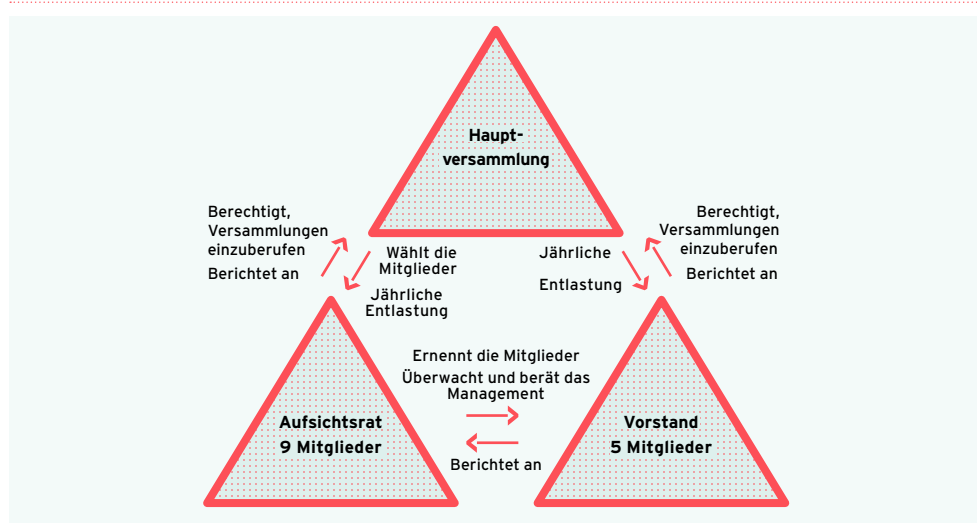 Haupt-
versammlung
Berechtigt,
Versammlungen
einzuberufen
Berichtet an
Wählt die
Mitglieder
Jährliche
Entlastung
Jährliche
Entlastung
Berechtigt,
Versammlungen
einzuberufen
Berichtet an
Ernennt die Mitglieder
Überwacht und berät das
Management
Berichtet an
Aufsichtsrat
9 Mitglieder
Vorstand
5 Mitglieder